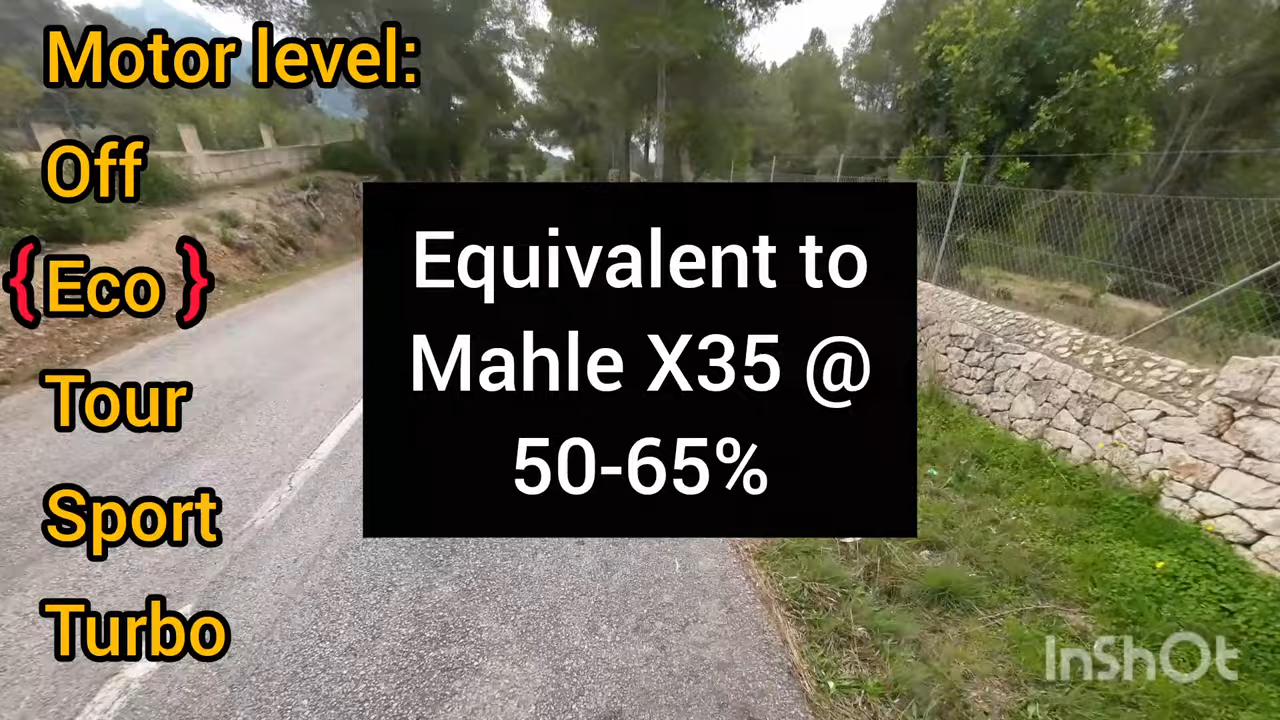 Motor level:
Off
{Eco}
Tour
Sport
Turbo
Equivalent to
Mahle X35 @
50-65%
InShOt